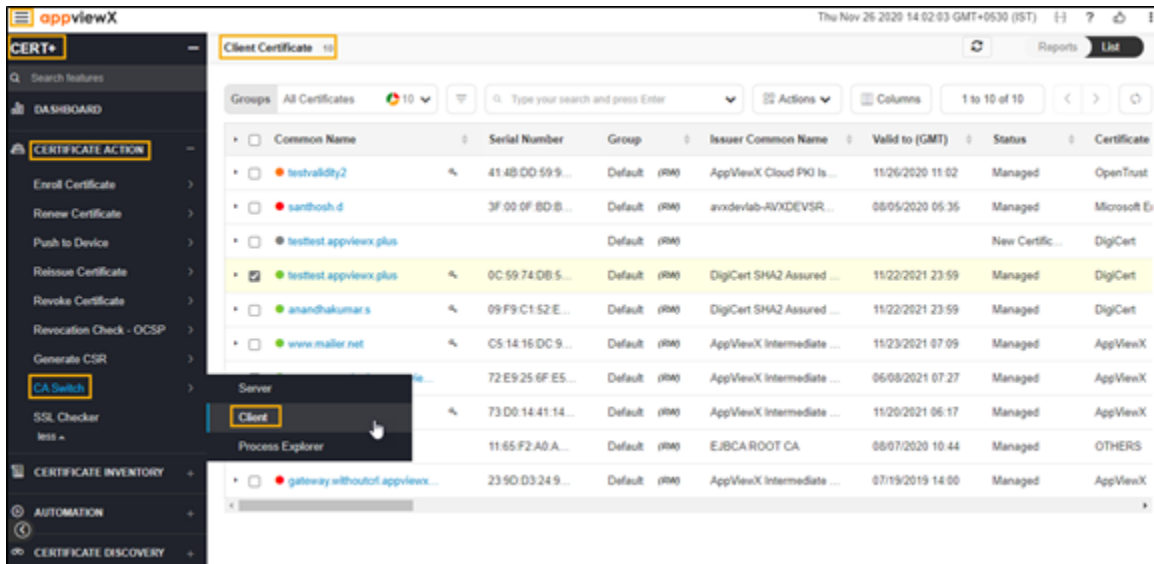 appviewX Thu Nov 26 2020 14:02:03 GMT+0530 (IST) ?
CERT+ Client Certificate 10 Reports List
Search features
Groups All Certificates 10 Type your search and press Enter Actions Columns 1 to 10 of 10
DASHBOARD
Common Name Serial Number Group Issuer Common Name Valid to (GMT) Status Certificate
CERTIFICATE ACTION
testvalidity2 41:4B:DD:59:9... Default (RW) AppViewX Cloud PKI Is... 11/26/2020 11:02 Managed OpenTrust
Enroll Certificate
santhosh.d 3F:00:0F:BD:B... Default (RW) avxdevlab-AVXDEVSR... 08/05/2020 05:35 Managed Microsoft E
Renew Certificate
Push to Device
testtest.appviewx.plus Default (RW) New Certific... DigiCert
Reissue Certificate
testtest.appviewx.plus 0C:59:74:DB:5... Default (RW) DigiCert SHA2 Assured ... 11/22/2021 23:59 Managed DigiCert
Revoke Certificate
anandhakumar.s 09:F9:C1:52:E... Default (RW) DigiCert SHA2 Assured ... 11/22/2021 23:59 Managed DigiCert
Revocation Check - OCSP
www.mailer.net C5:14:16:DC:9... Default (RW) AppViewX Intermediate ... 11/23/2021 07:09 Managed AppViewX
Generate CSR
72:E9:25:6F:E5... Default (RW) AppViewX Intermediate ... 06/08/2021 07:27 Managed AppViewX
CA Switch Server
SSL Checker Client 73:D0:14:41:14... Default (RW) AppViewX Intermediate ... 11/20/2021 06:17 Managed AppViewX
less
Process Explorer 11:65:F2:A0:A... Default (RW) EJBCA ROOT CA 08/07/2020 10:44 Managed OTHERS
CERTIFICATE INVENTORY
gateway.withoutcrl.appviewx... 23:9D:D3:24:9... Default (RW) AppViewX Intermediate ... 07/19/2019 14:00 Managed AppViewX
AUTOMATION
CERTIFICATE DISCOVERY